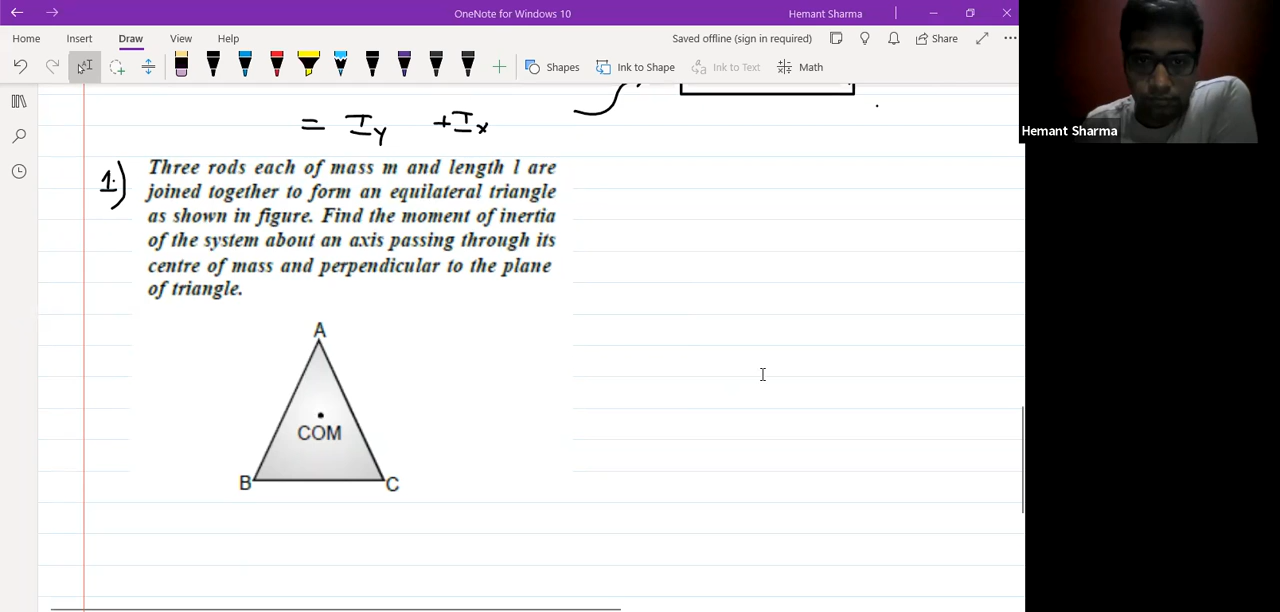 OneNote for Windows 10
Hemant Sharma
Home Insert Draw View Help
Saved offline (sign in required)
Share
Shapes
Ink to Shape
Ink to Text
Math
Hemant Sharma
= Iy + Ix
1.)
Three rods each of mass m and length l are
joined together to form an equilateral triangle
as shown in figure. Find the moment of inertia
of the system about an axis passing through its
centre of mass and perpendicular to the plane
of triangle.
A
COM
B C